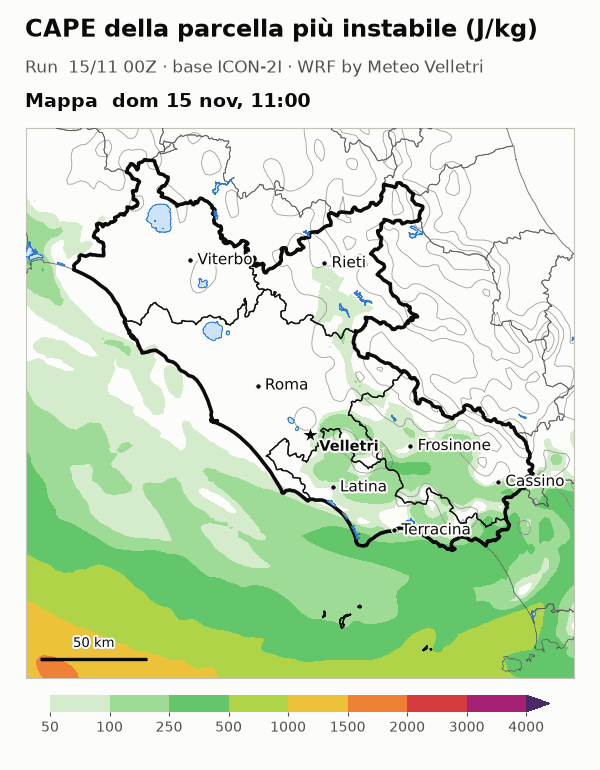 CAPE della parcella più instabile (J/kg)
Run  15/11 00Z · base ICON-2I · WRF by Meteo Velletri
Mappa  dom 15 nov, 11:00
Viterbo
Rieti
Roma
Velletri
Frosinone
Latina
Cassino
Terracina
50 km
50 100 250 500 1000 1500 2000 3000 4000